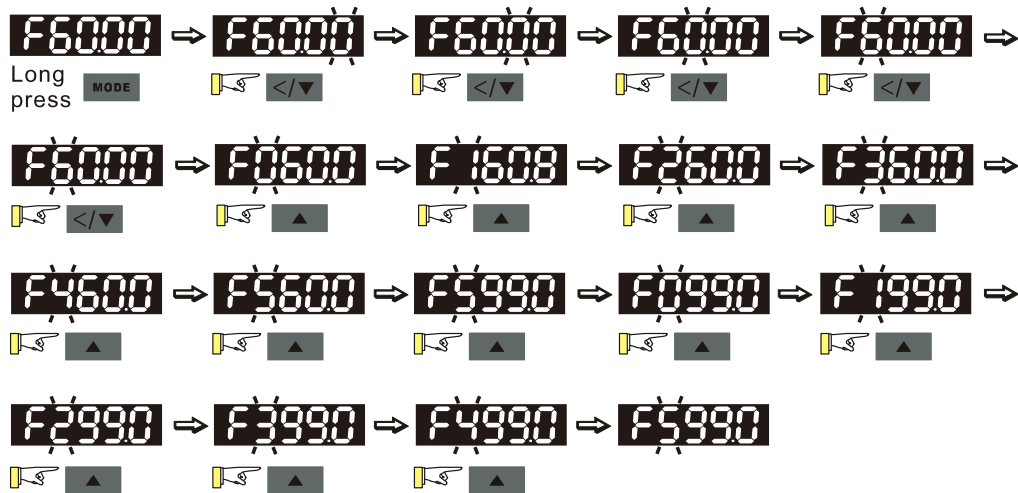 F60.00 F60.00 F60.00 F60.00 F60.00
Long
press MODE </▼ </▼ </▼ </▼
F60.00 F060.0 F160.8 F260.0 F360.0
</▼ ▲ ▲ ▲ ▲
F460.0 F560.0 F599.0 F099.0 F199.0
▲ ▲ ▲ ▲ ▲
F299.0 F399.0 F499.0 F599.0
▲ ▲ ▲